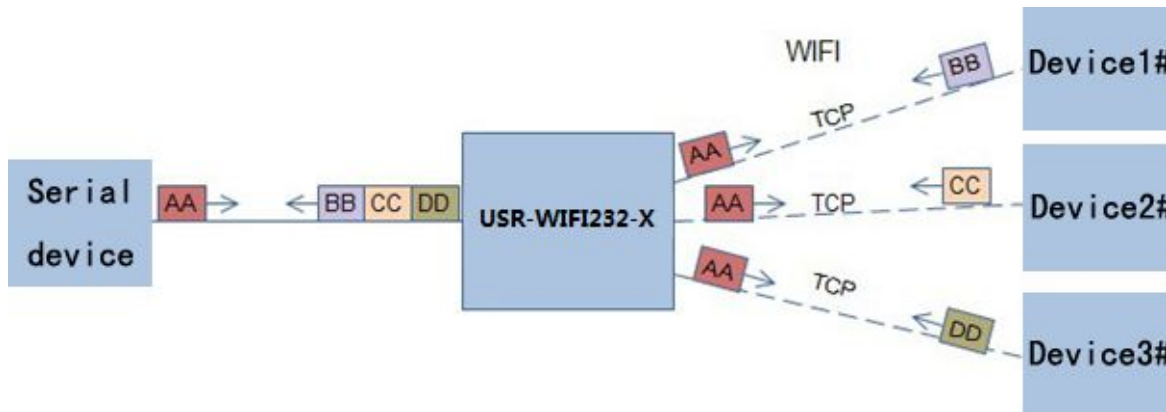 WIFI
BB
Device1#
TCP
AA
Serial
device
AA
BB CC DD
USR-WIFI232-X
AA
TCP
CC
Device2#
AA
TCP
DD
Device3#